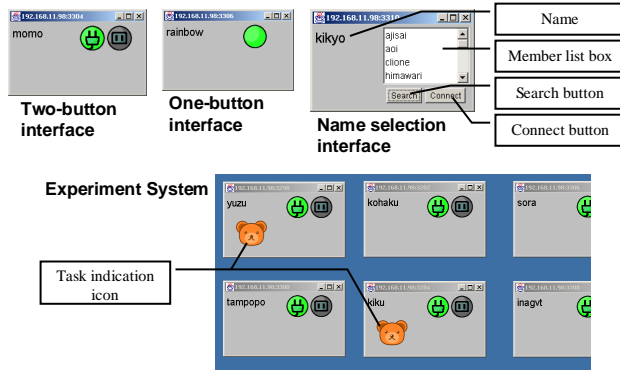 192.168.11.98:3304
momo
Two-button
interface
192.168.11.98:3306
rainbow
One-button
interface
192.168.11.98:3310
kikyo
ajisai
aoi
clione
himawari
Search
Connect
Name selection
interface
Name
Member list box
Search button
Connect button
Experiment System
yuzu
kohaku
sora
Task indication
icon
tampopo
kiku
inagvt